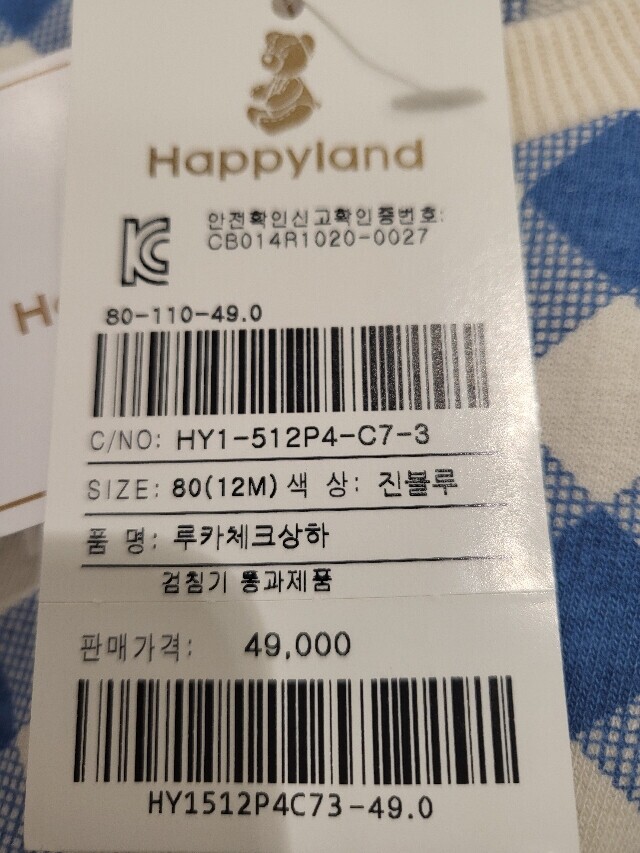 Happyland
안전확인신고확인증번호:
CB014R1020-0027
80-110-49.0
C/NO: HY1-512P4-C7-3
SIZE: 80(12M) 색 상: 진블루
품 명: 루카체크상하
검침기 통과제품
판매가격: 49,000
HY1512P4C73-49.0